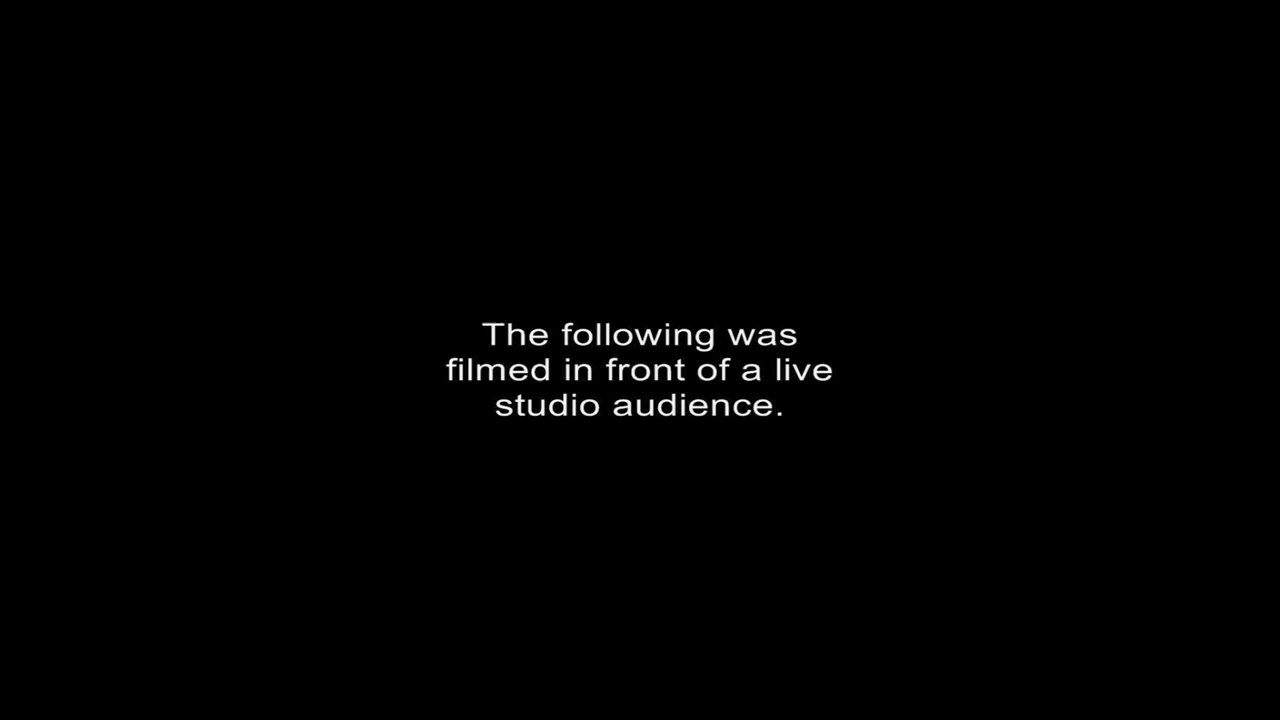 The following was
filmed in front of a live
studio audience.